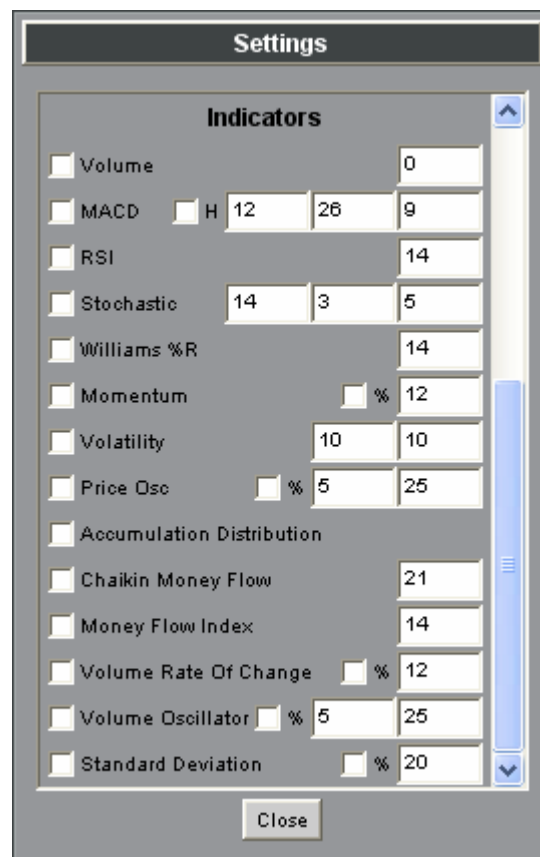 Settings
Indicators
Volume 0
MACD H 12 26 9
RSI 14
Stochastic 14 3 5
Williams %R 14
Momentum % 12
Volatility 10 10
Price Osc % 5 25
Accumulation Distribution
Chaikin Money Flow 21
Money Flow Index 14
Volume Rate Of Change % 12
Volume Oscillator % 5 25
Standard Deviation % 20
Close